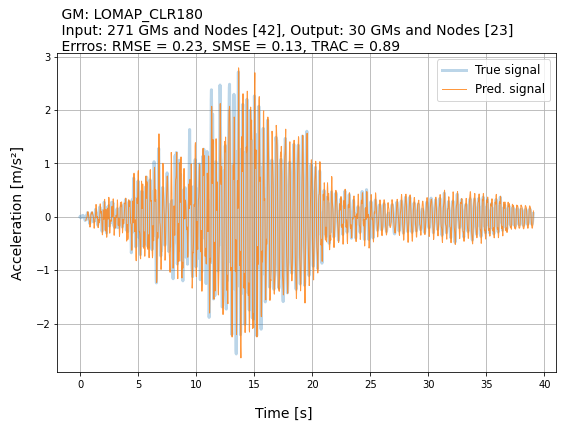 GM: LOMAP_CLR180
Input: 271 GMs and Nodes [42], Output: 30 GMs and Nodes [23]
Erros: RMSE = 0.23, SMSE = 0.13, TRAC = 0.89
True signal
Pred. signal
3
2
1
0
−1
−2
Acceleration [m/s²]
0 5 10 15 20 25 30 35 40
Time [s]